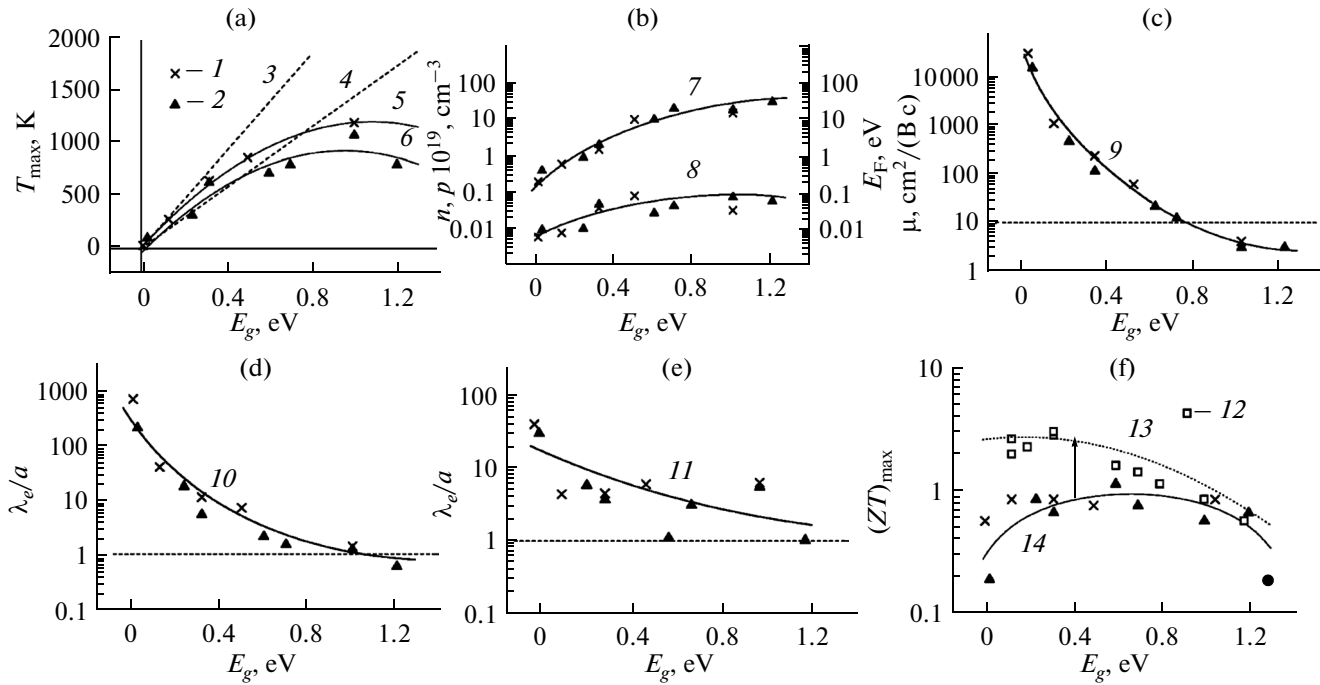 (a)
T_max, K
2000
1500
1000
500
0
× – 1
▲ – 2
3
4
5
6
0 0.4 0.8 1.2
E_g, eV
(b)
n, p 10^19, cm^−3
100
10
1
0.1
0.01
7
8
100
10
1
0.1
0.01
E_F, eV
0 0.4 0.8 1.2
E_g, eV
(c)
μ, cm^2/(B c)
10 000
1000
100
10
1
9
0 0.4 0.8 1.2
E_g, eV
(d)
λ_e/a
1000
100
10
1
0.1
10
0 0.4 0.8 1.2
E_g, eV
(e)
λ_e/a
100
10
1
0.1
11
0 0.4 0.8 1.2
E_g, eV
(f)
(ZT)_max
10
1
0.1
□ – 12
13
14
0 0.4 0.8 1.2
E_g, eV